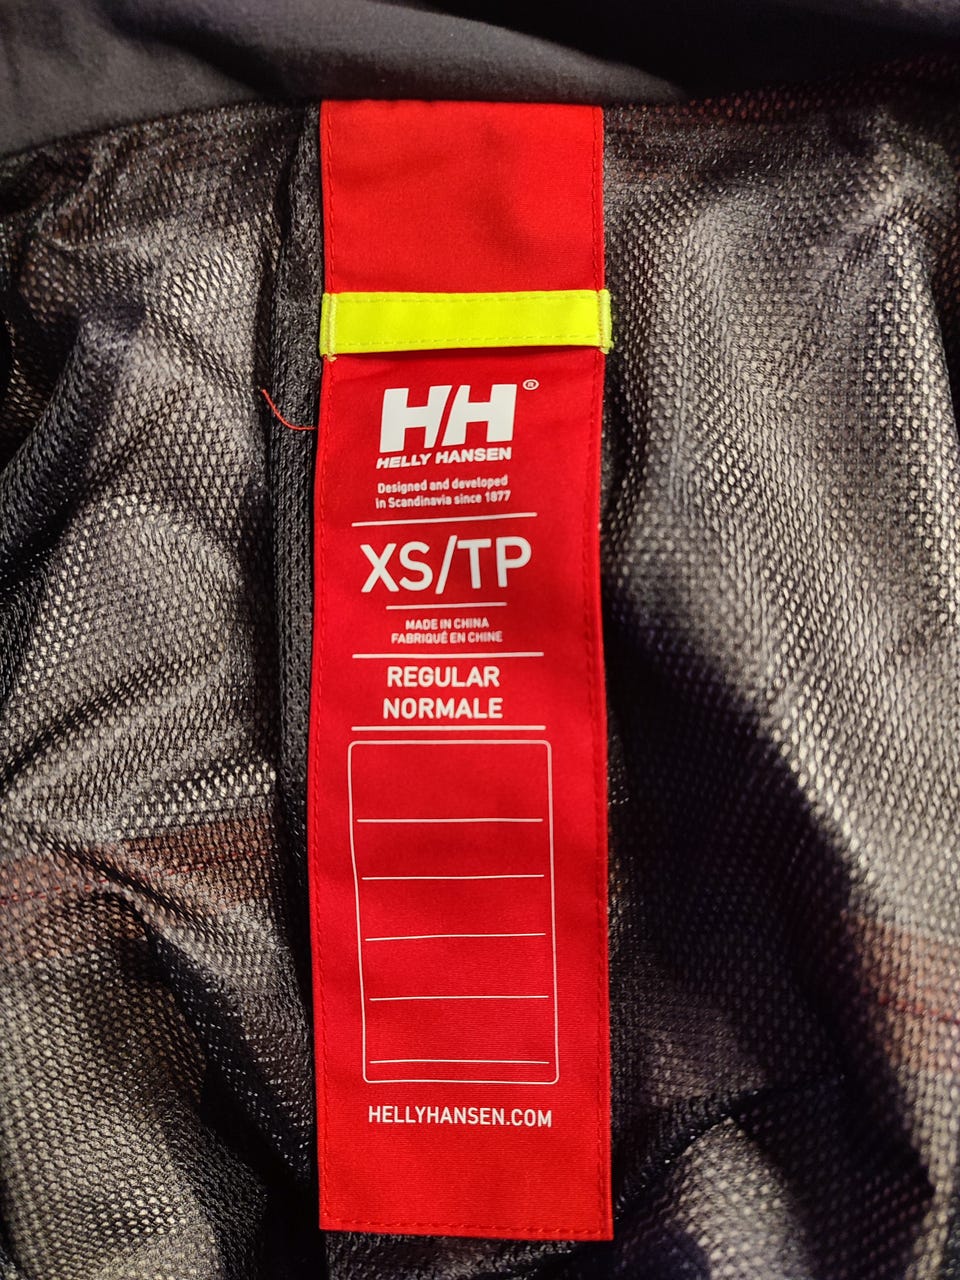 HH®
HELLY HANSEN
Designed and developed
in Scandinavia since 1877
XS/TP
MADE IN CHINA
FABRIQUÉ EN CHINE
REGULAR
NORMALE
HELLYHANSEN.COM